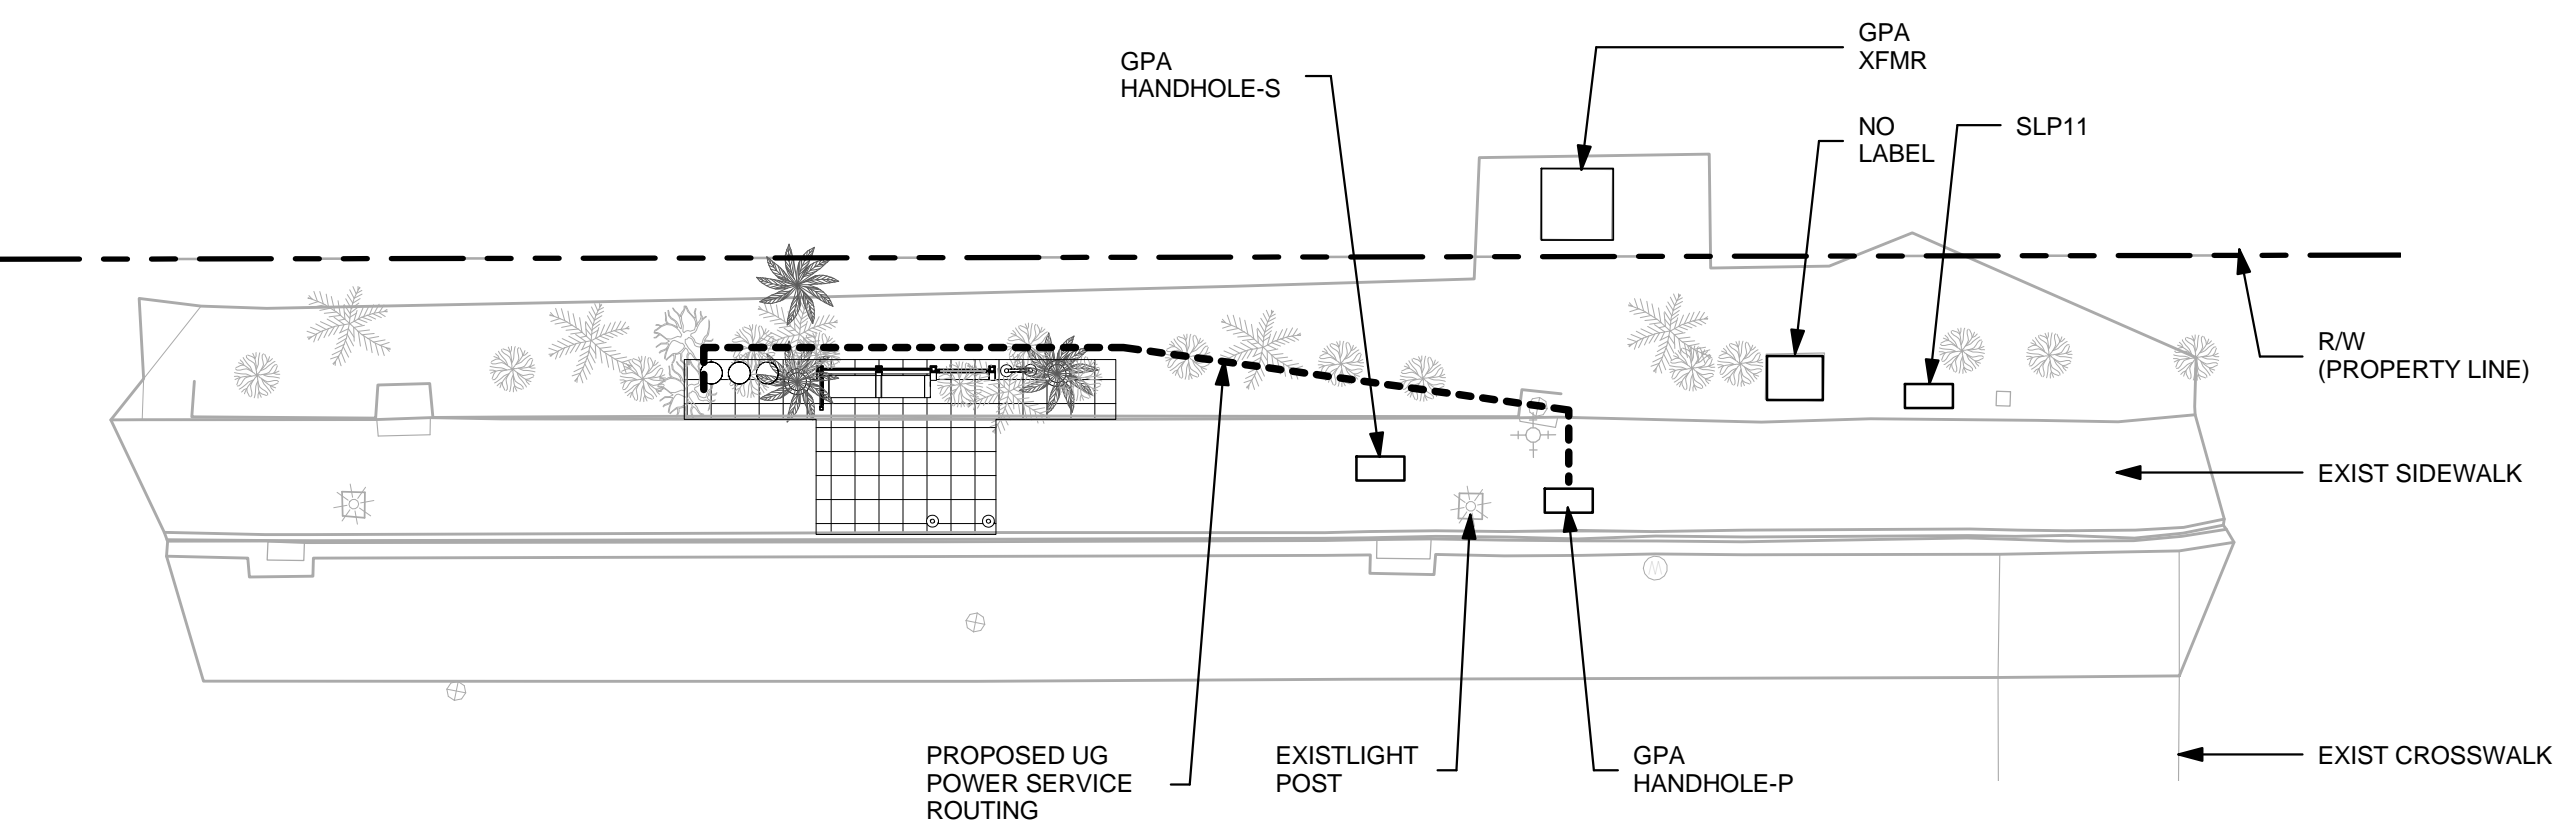 GPA
XFMR
GPA
HANDHOLE-S
NO
LABEL
SLP11
R/W
(PROPERTY LINE)
EXIST SIDEWALK
PROPOSED UG
POWER SERVICE
ROUTING
EXISTLIGHT
POST
GPA
HANDHOLE-P
EXIST CROSSWALK